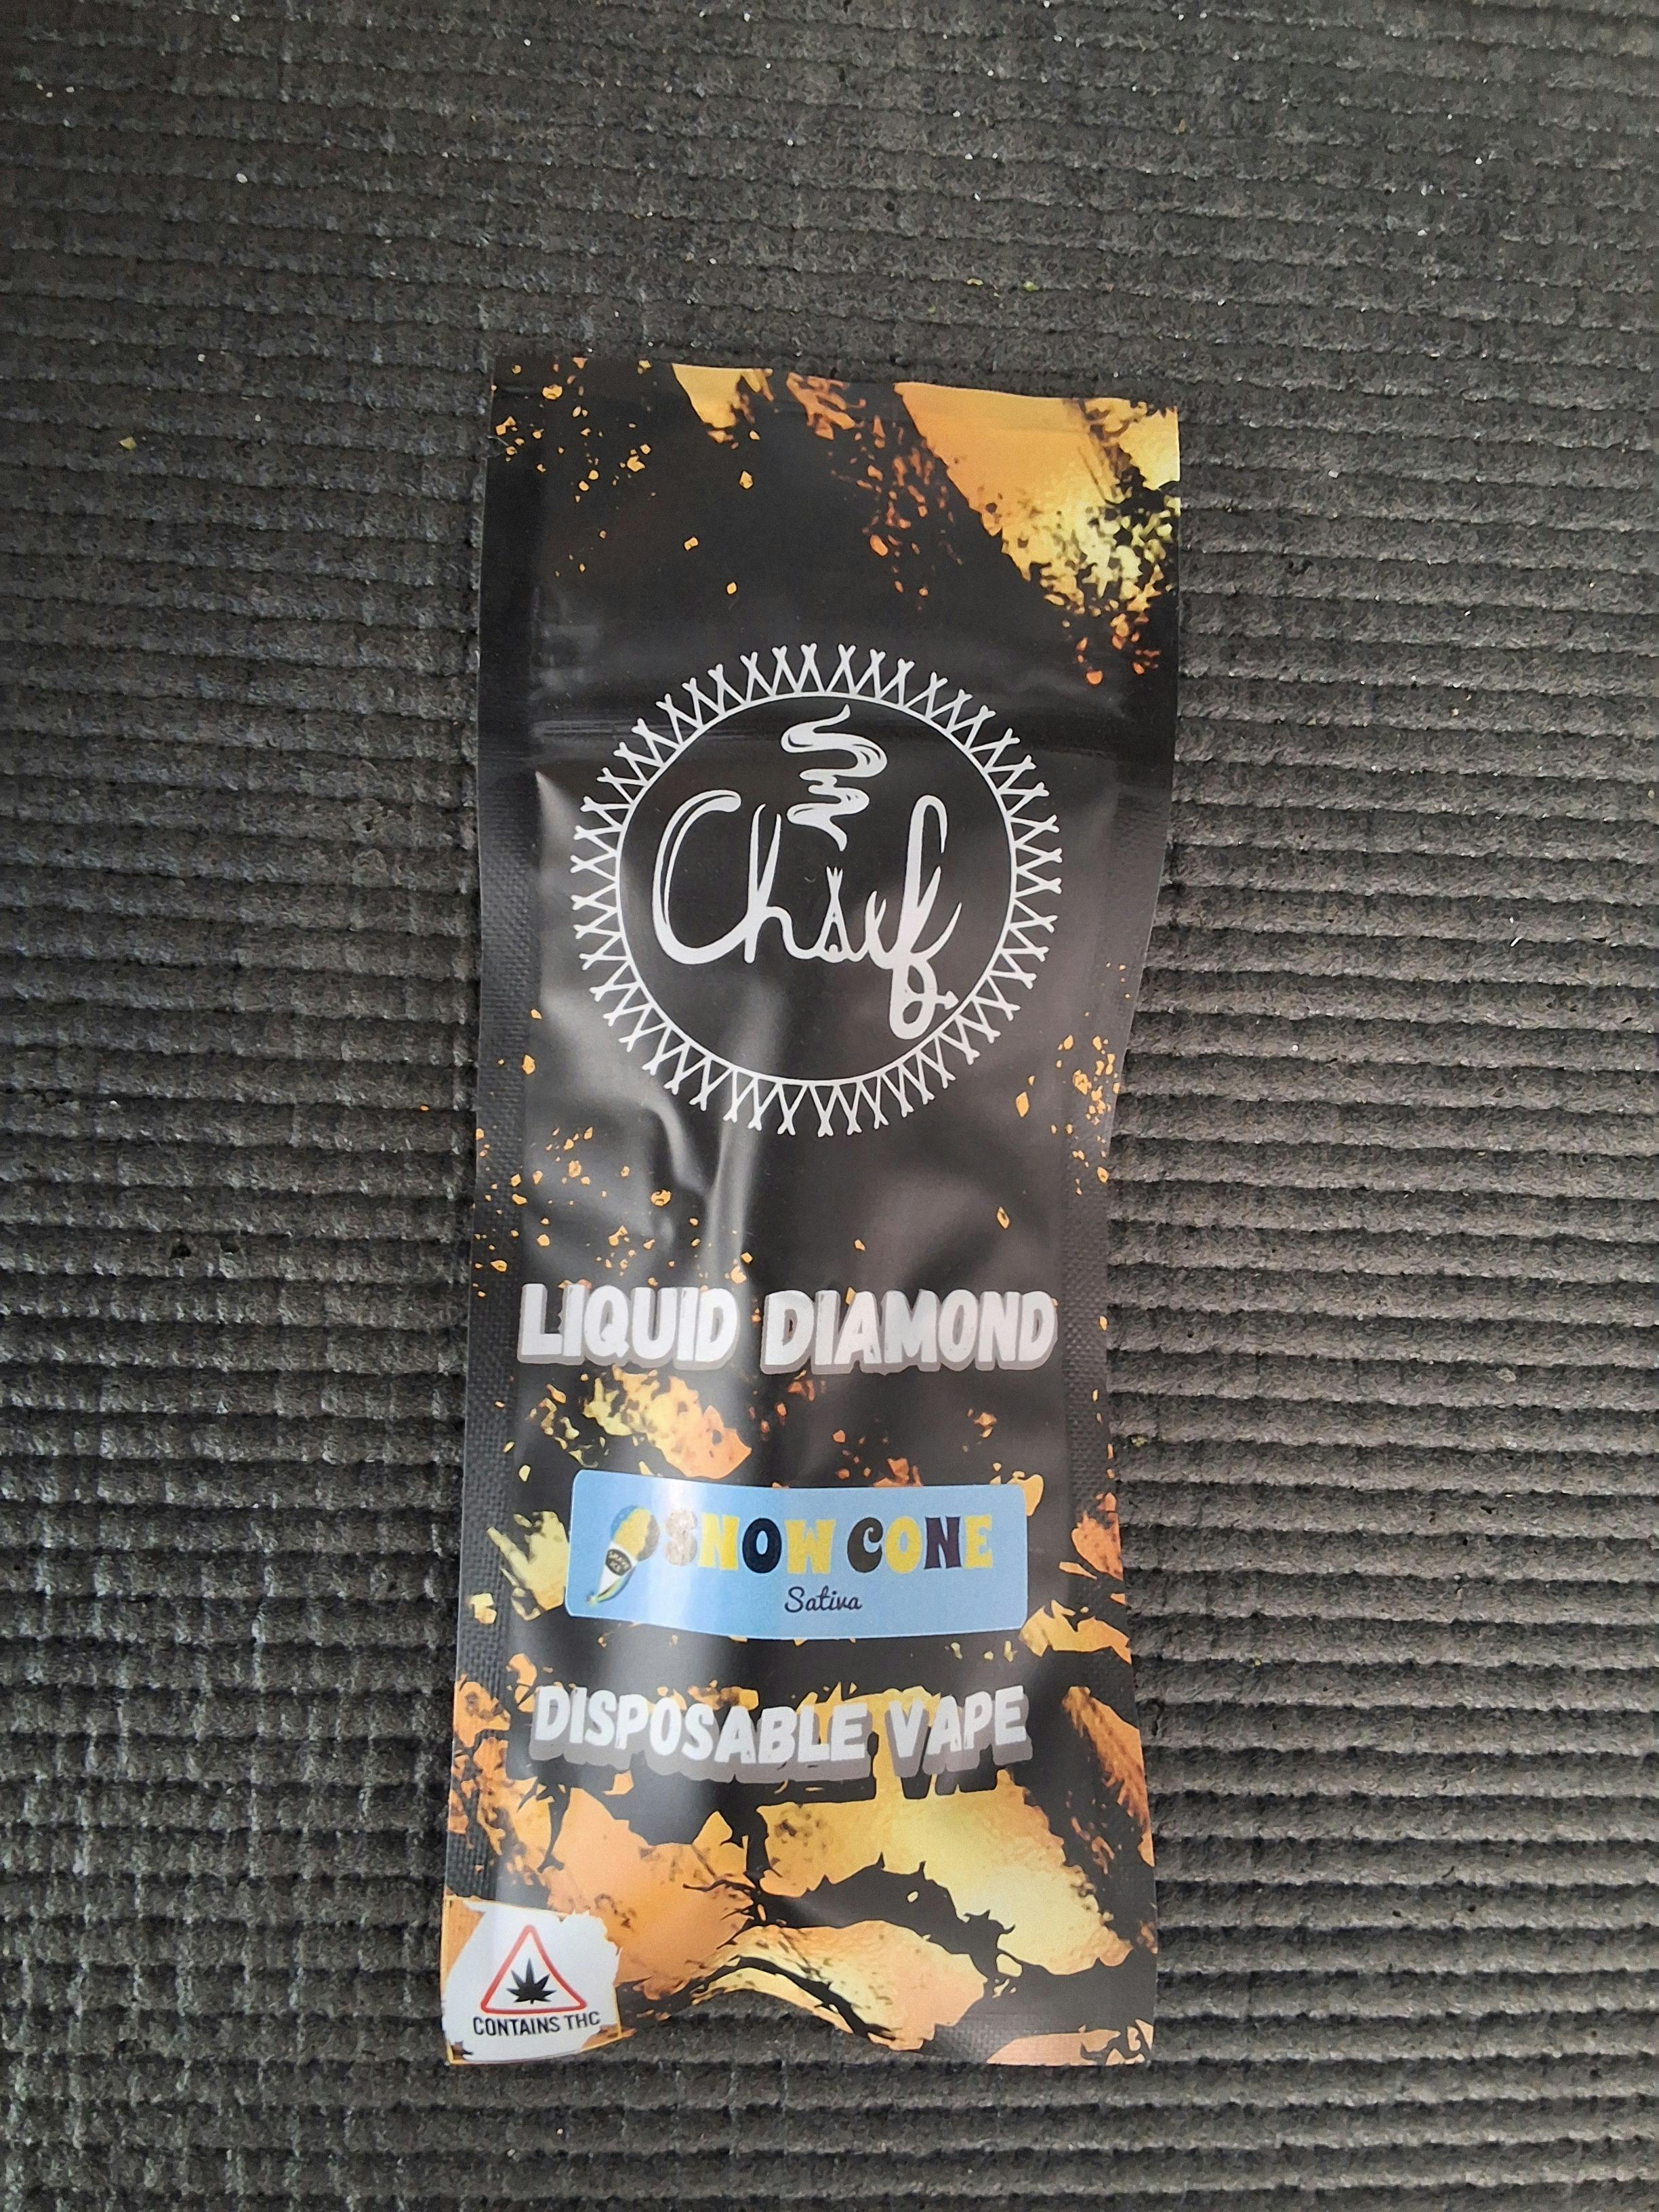 Chief
LIQUID DIAMOND
SNOW CONE
Sativa
DISPOSABLE VAPE
CONTAINS THC